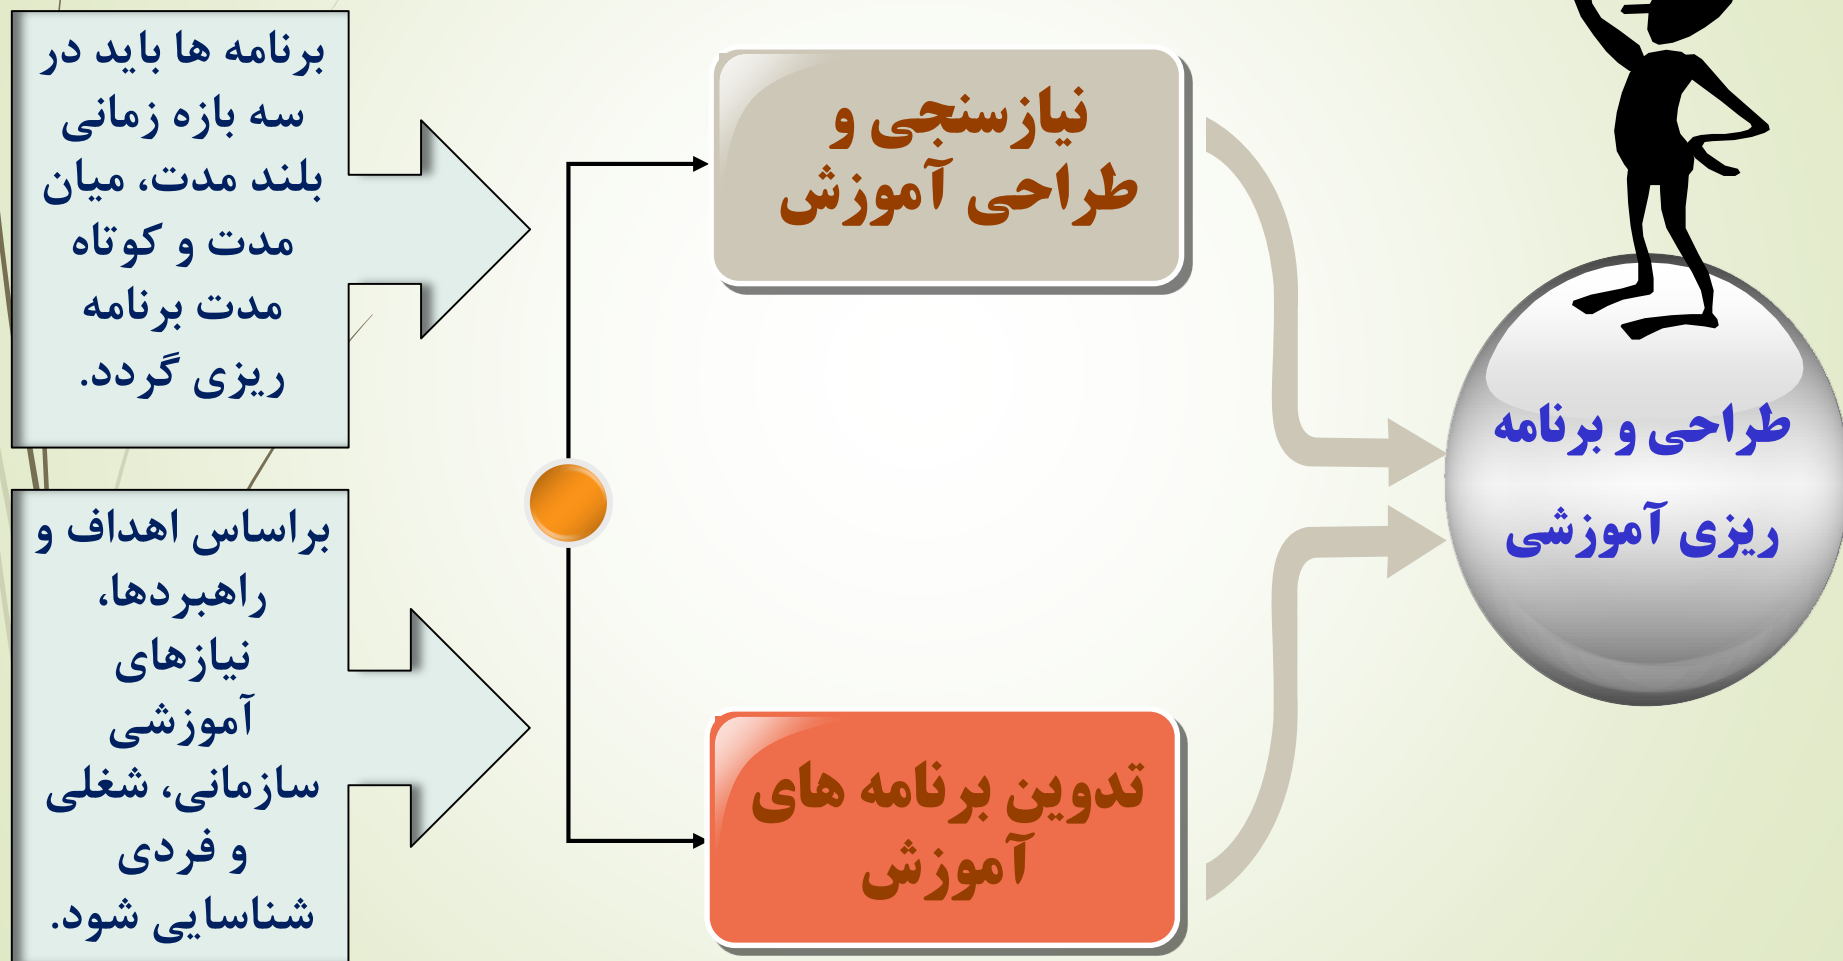 طراحی و برنامه
ریزی آموزشی
نیازسنجی و
طراحی آموزش
تدوین برنامه های
آموزش
برنامه ها باید در
سه بازه زمانی
بلند مدت، میان
مدت و کوتاه
مدت برنامه
ریزی گردد.
براساس اهداف و
راهبردها،
نیازهای
آموزشی
سازمانی، شغلی
و فردی
شناسایی شود.